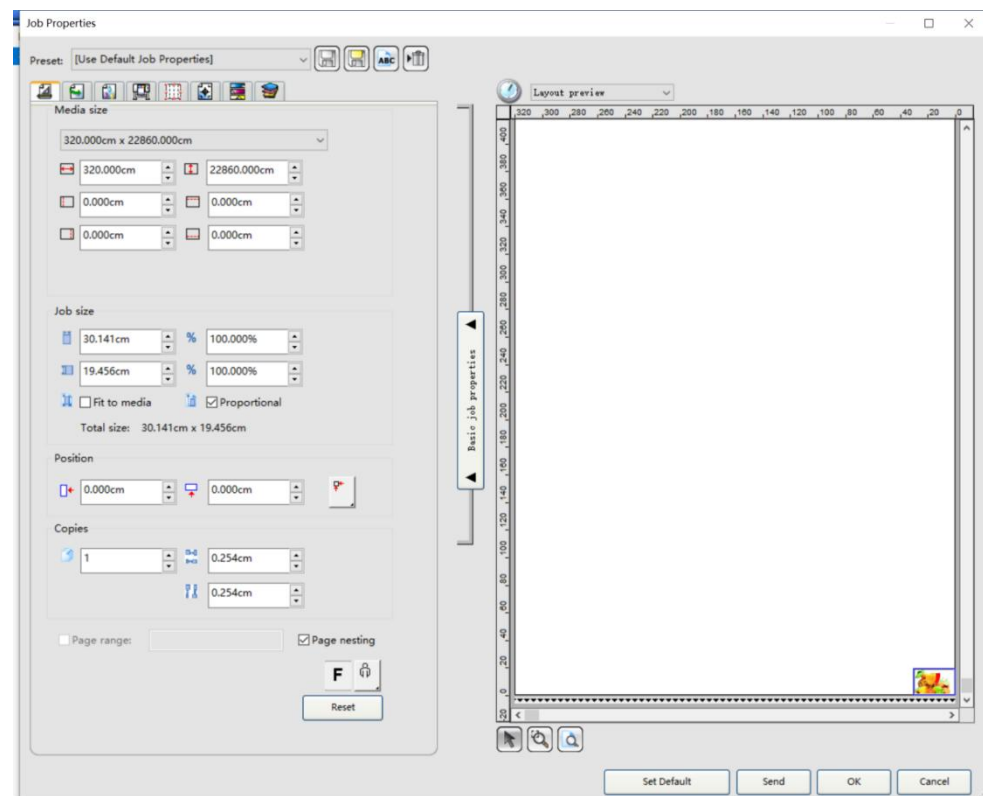 Job Properties
Preset: [Use Default Job Properties]
ABC
Media size
320.000cm x 22860.000cm
320.000cm 22860.000cm
0.000cm 0.000cm
0.000cm 0.000cm
Job size
30.141cm % 100.000%
19.456cm % 100.000%
Fit to media Proportional
Total size: 30.141cm x 19.456cm
Position
0.000cm 0.000cm
Copies
1 0.254cm
0.254cm
Page range: Page nesting
F
Reset
Basic job properties
Layout preview
320 300 280 260 240 220 200 180 160 140 120 100 80 60 40 20 0
400
380
360
340
320
300
280
260
240
220
200
180
160
140
120
100
80
60
40
20
0
-20
Set Default Send OK Cancel